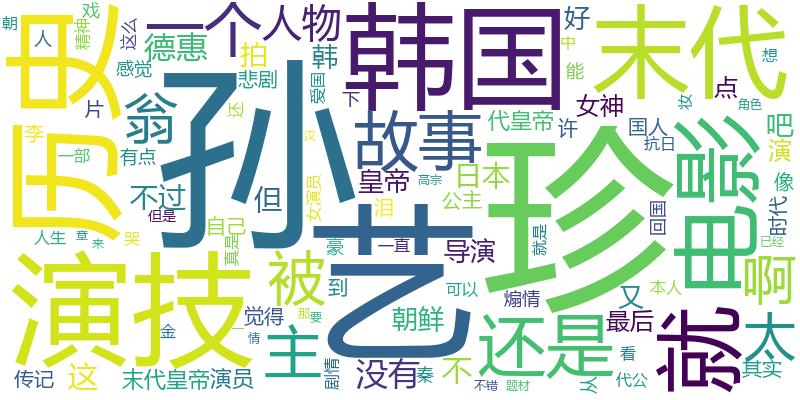 朝
戏
精神
人
这么
感觉
一个
人物
德惠
拍
韩
悲剧
爱国
韩国
末代
好
中
能
想
片
历史
翁
还
下
女神
点
妆
角色
李
一部
有点
孙
故事
代皇帝
许
国人
抗日
吧
演
汉
不过
但
女演员
泪
皇帝
高宗
日本
公主
珍
电影
像
时代
但是
自己
人生
章
来
哭
真是
豪
一直
导演
就是
回国
已经
啊
演技
被
艺
到
朝鲜
可以
煽情
又
本人
金
觉得
一
那
要
情
主
还是
最后
就
太
传记
这
末代皇帝
演员
剧情
没有
秦
不
不错
题材
从
看
代公
其实